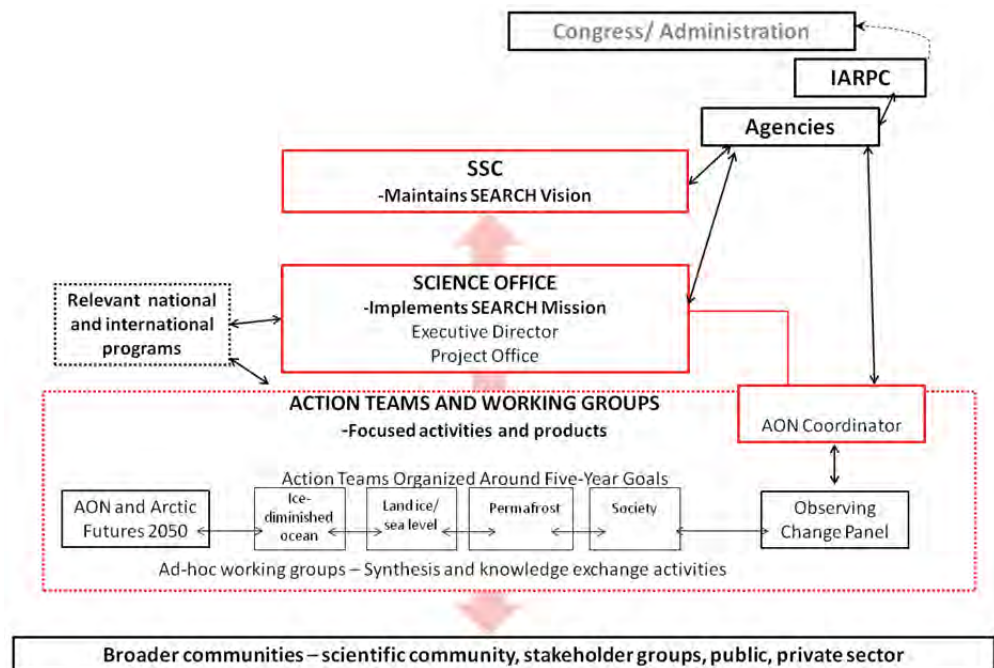 Congress/ Administration
IARPC
Agencies
SSC
-Maintains SEARCH Vision
SCIENCE OFFICE
-Implements SEARCH Mission
Executive Director
Project Office
Relevant national
and international
programs
ACTION TEAMS AND WORKING GROUPS
-Focused activities and products
AON Coordinator
Action Teams Organized Around Five-Year Goals
AON and Arctic
Futures 2050
Ice-
diminished
ocean
Land ice/
sea level
Permafrost
Society
Observing
Change Panel
Ad-hoc working groups – Synthesis and knowledge exchange activities
Broader communities – scientific community, stakeholder groups, public, private sector